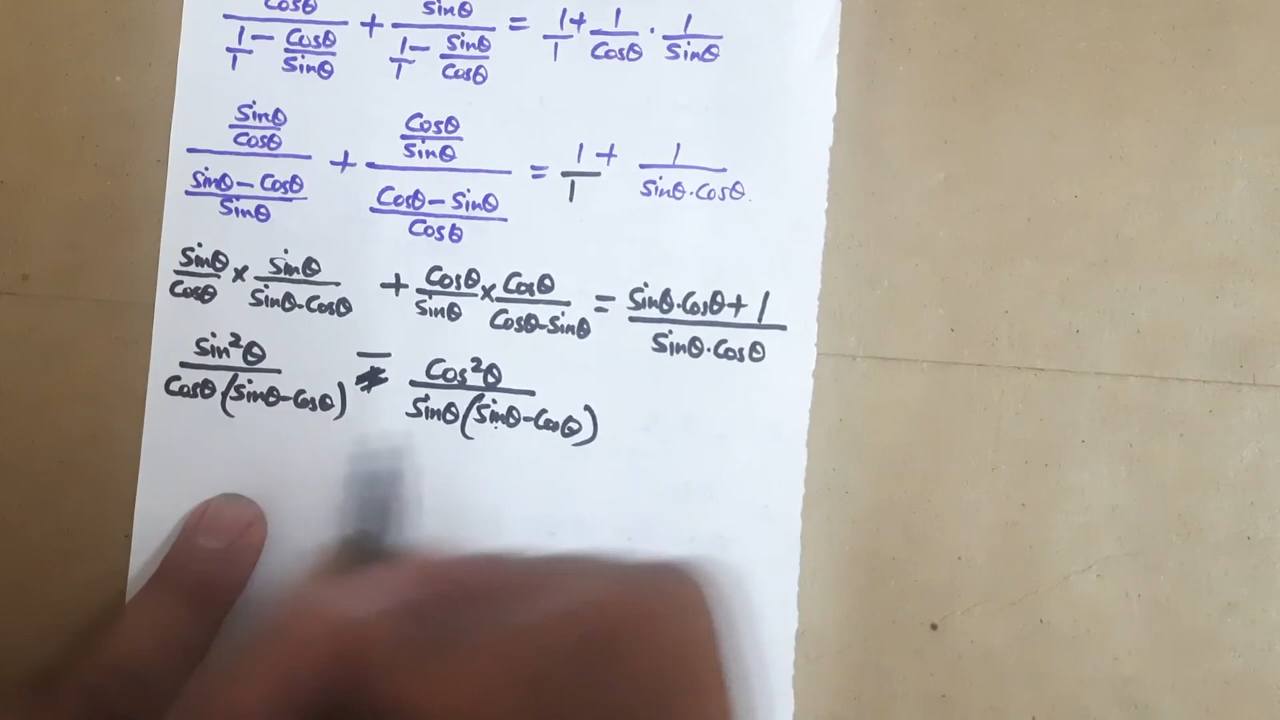 cosθ/(1/1 - cosθ/sinθ) + sinθ/(1/1 - sinθ/cosθ) = 1/1 + 1/cosθ · 1/sinθ
(sinθ/cosθ)/((sinθ - cosθ)/sinθ) + (cosθ/sinθ)/((cosθ - sinθ)/cosθ) = 1/1 + 1/(sinθ·cosθ)
sinθ/cosθ × sinθ/(sinθ-cosθ) + cosθ/sinθ × cosθ/(cosθ-sinθ) = (sinθ·cosθ + 1)/(sinθ·cosθ)
sin²θ/(cosθ(sinθ-cosθ)) - cos²θ/(sinθ(sinθ-cosθ))